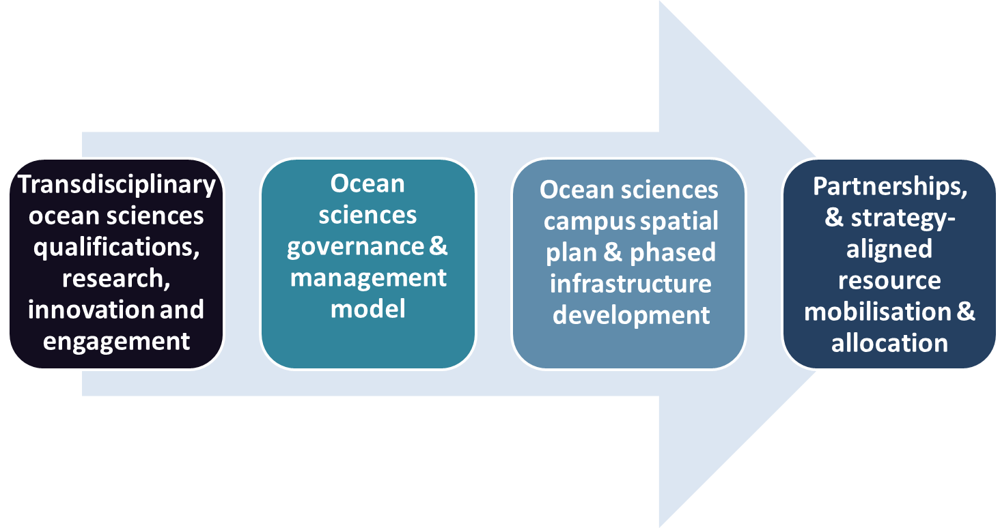 Transdisciplinary
ocean sciences
qualifications,
research,
innovation and
engagement
Ocean
sciences
governance &
management
model
Ocean sciences
campus spatial
plan & phased
infrastructure
development
Partnerships,
& strategy-
aligned
resource
mobilisation &
allocation